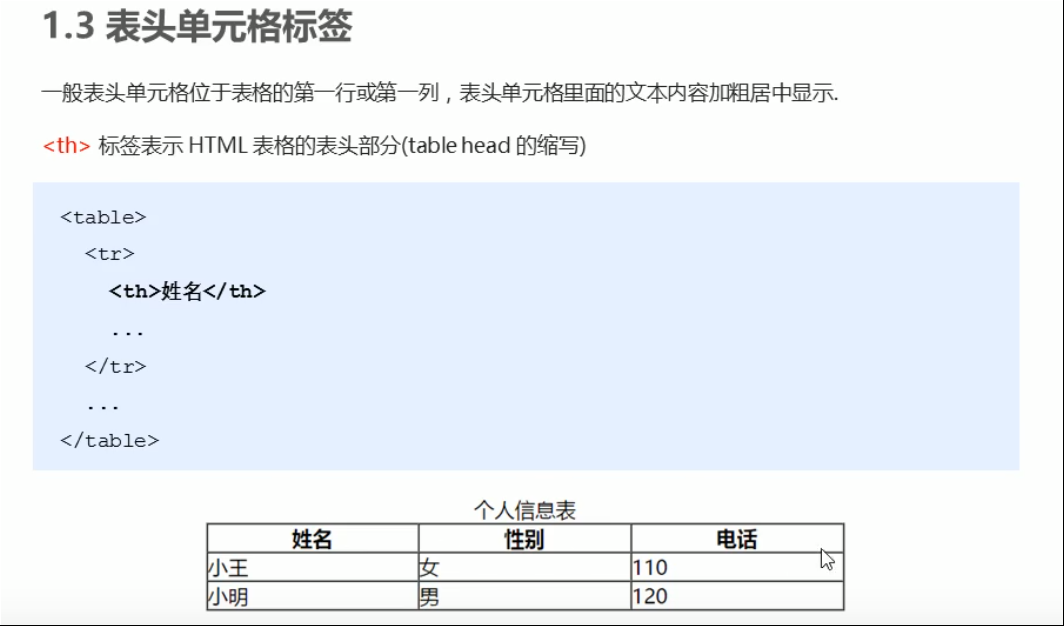 1.3 表头单元格标签
一般表头单元格位于表格的第一行或第一列，表头单元格里面的文本内容加粗居中显示.
<th> 标签表示 HTML 表格的表头部分(table head 的缩写)
<table>
<tr>
<th>姓名</th>
...
</tr>
...
</table>
个人信息表
姓名 性别 电话
小王 女 110
小明 男 120